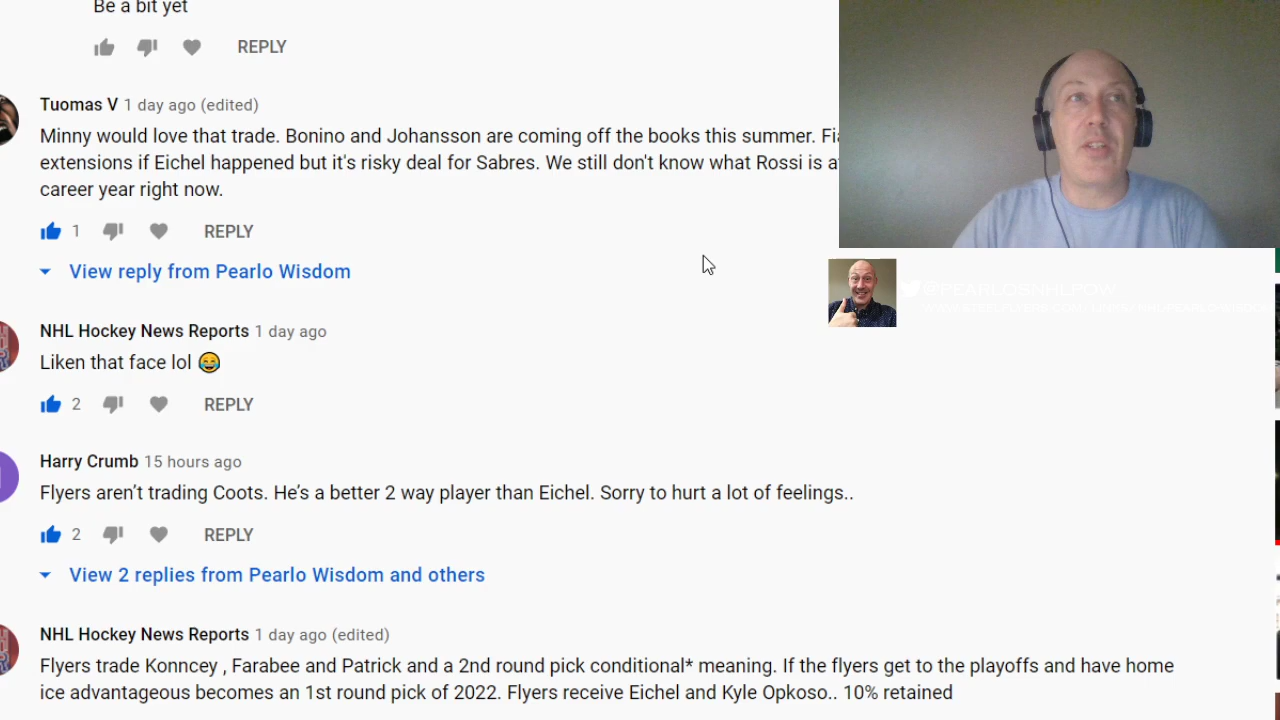 Be a bit yet
REPLY
Tuomas V 1 day ago (edited)
Minny would love that trade. Bonino and Johansson are coming off the books this summer.
extensions if Eichel happened but it's risky deal for Sabres. We still don't know what Rossi is
career year right now.
1 REPLY
View reply from Pearlo Wisdom
@PEARLOSNHLPOW
NHL Hockey News Reports 1 day ago
Liken that face lol 😂
2 REPLY
Harry Crumb 15 hours ago
Flyers aren’t trading Coots. He’s a better 2 way player than Eichel. Sorry to hurt a lot of feelings..
2 REPLY
View 2 replies from Pearlo Wisdom and others
NHL Hockey News Reports 1 day ago (edited)
Flyers trade Konncey , Farabee and Patrick and a 2nd round pick conditional* meaning. If the flyers get to the playoffs and have home
ice advantageous becomes an 1st round pick of 2022. Flyers receive Eichel and Kyle Opkoso.. 10% retained